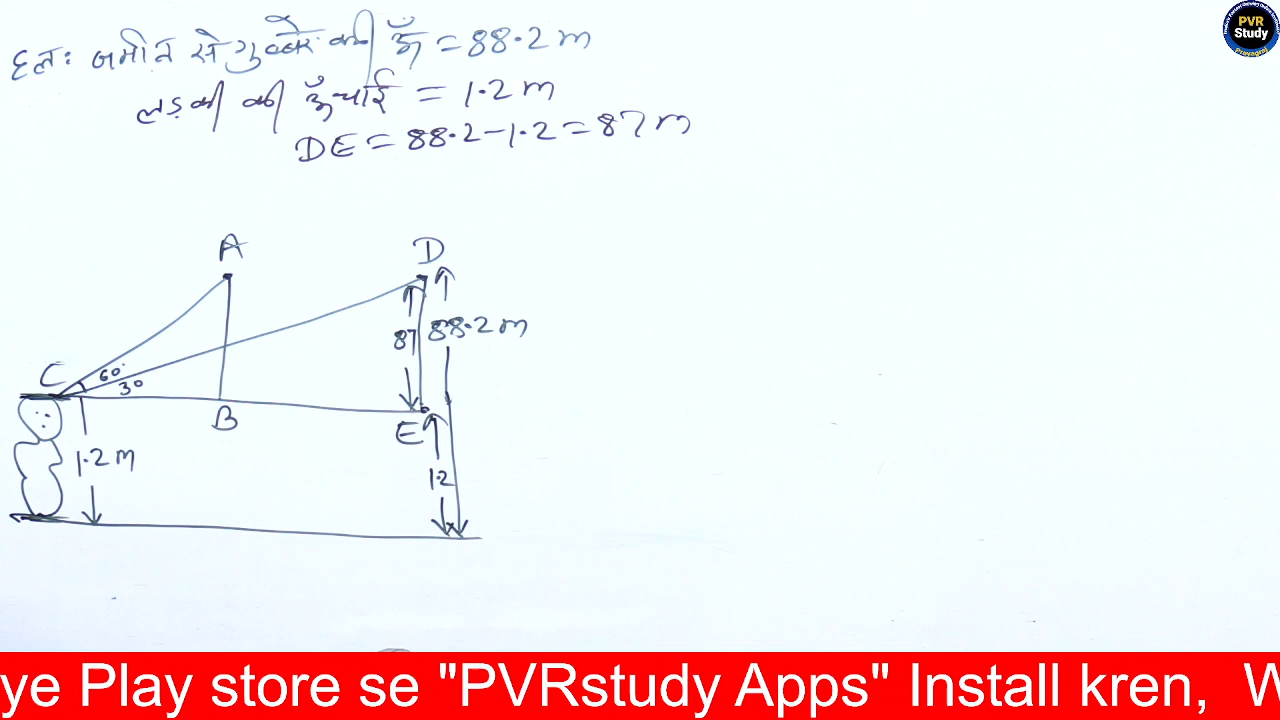 हल: जमीन से गुब्बारे की ऊँ = 88.2 m
लड़की की ऊँचाई = 1.2 m
DE = 88.2 - 1.2 = 87 m
PVR
Study
Prayagraj
A
D
87
88.2 m
C
60°
30
B
E
1.2 m
1.2
ye Play store se "PVRstudy Apps" Install kren, W